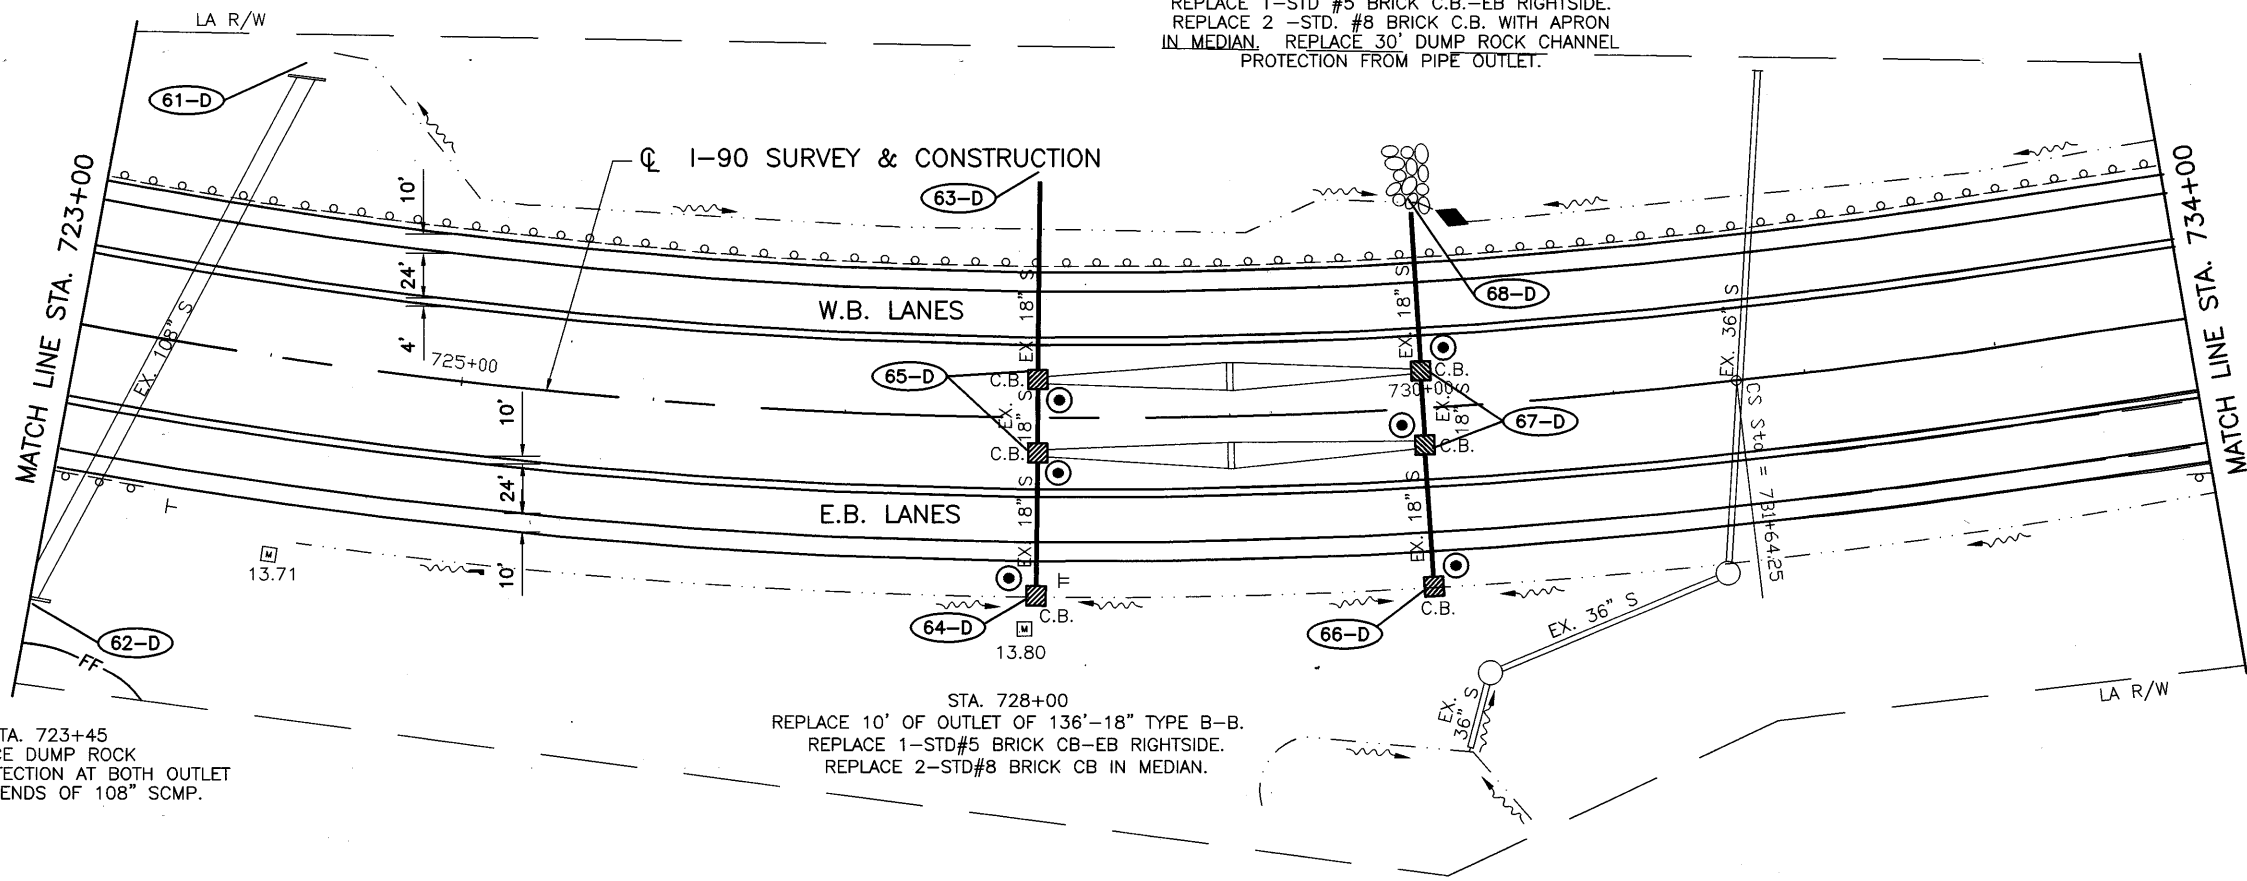 REPLACE 1-STD #5 BRICK C.B.-EB RIGHTSIDE.
REPLACE 2 -STD. #8 BRICK C.B. WITH APRON
IN MEDIAN. REPLACE 30' DUMP ROCK CHANNEL
PROTECTION FROM PIPE OUTLET.
LA R/W
61-D
℄ I-90 SURVEY & CONSTRUCTION
63-D
MATCH LINE STA. 723+00
MATCH LINE STA. 734+00
10'
24'
4'
EX. 108" S
725+00
W.B. LANES
EX. 18" S
EX. 18" S
68-D
EX. 36" S
65-D
C.B.
C.B.
730+00
EX. 18" S
EX. 18" S
C.B.
C.B.
67-D
CS Sta = 731+64.25
10'
24'
10'
E.B. LANES
EX. 18" S
EX. 18" S
M
13.71
64-D
C.B.
M
13.80
66-D
C.B.
EX. 36" S
EX. 36" S
62-D
FF
LA R/W
STA. 728+00
REPLACE 10' OF OUTLET OF 136'-18" TYPE B-B.
REPLACE 1-STD#5 BRICK CB-EB RIGHTSIDE.
REPLACE 2-STD#8 BRICK CB IN MEDIAN.
TA. 723+45
CE DUMP ROCK
TECTION AT BOTH OUTLET
ENDS OF 108" SCMP.